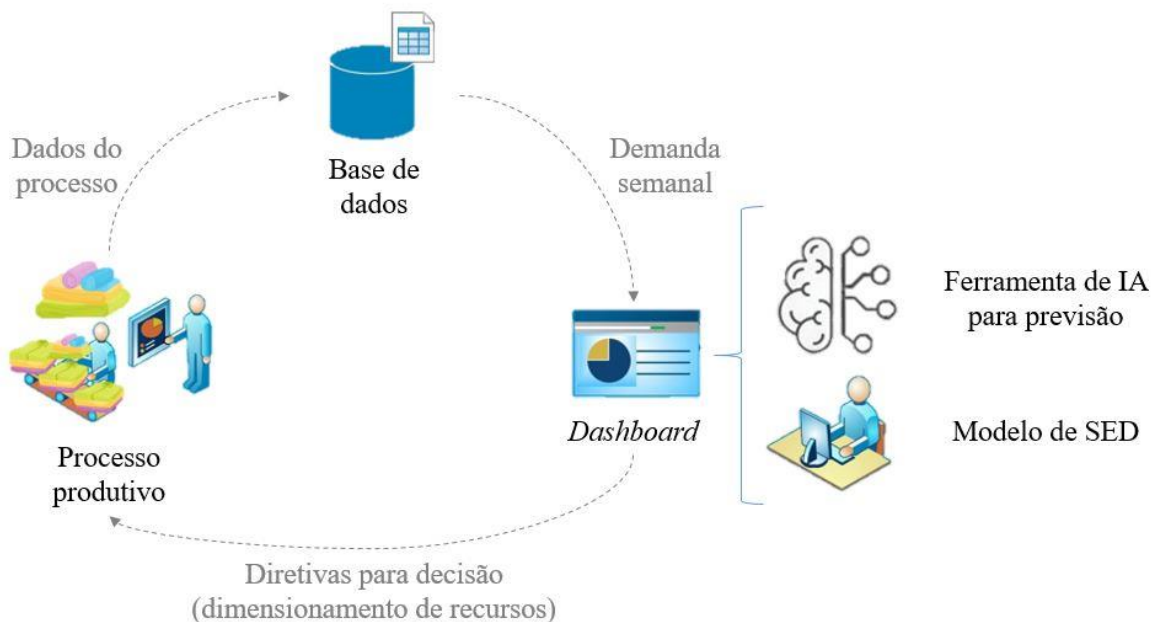 Dados do
processo
Base de
dados
Demanda
semanal
Ferramenta de IA
para previsão
Dashboard
Modelo de SED
Processo
produtivo
Diretivas para decisão
(dimensionamento de recursos)